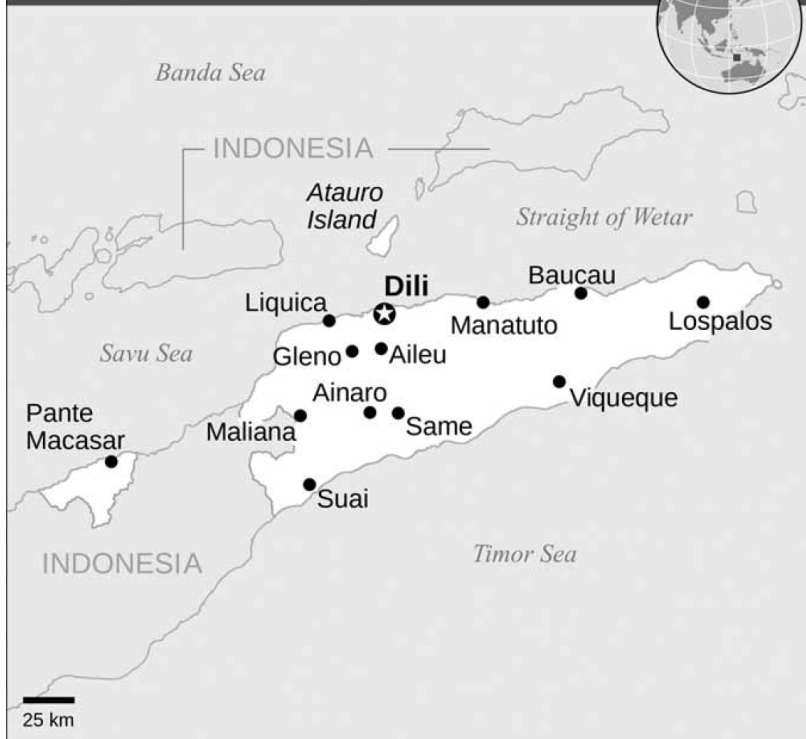 Banda Sea
INDONESIA
Atauro
Island
Straight of Wetar
Dili
Baucau
Liquica
Manatuto
Lospalos
Savu Sea
Gleno
Aileu
Ainaro
Viqueque
Pante
Macasar
Maliana
Same
Suai
INDONESIA
Timor Sea
25 km